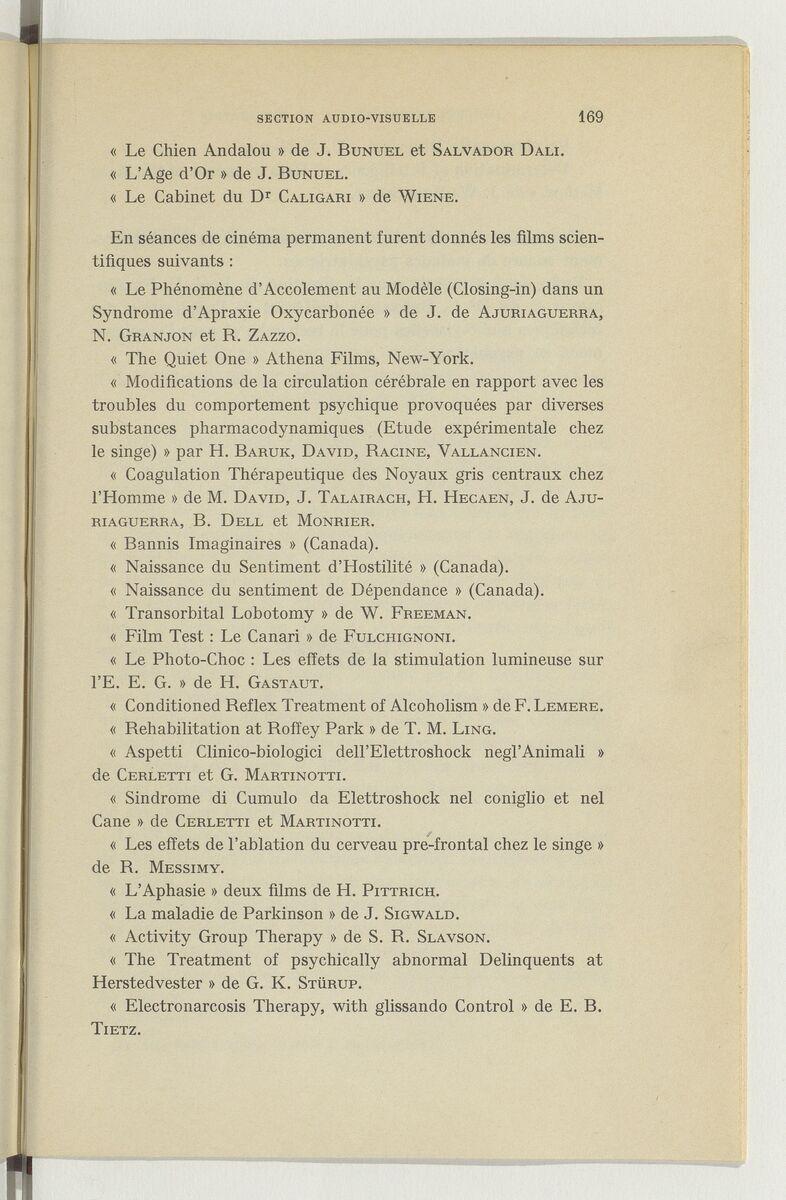 SECTION AUDIO-VISUELLE 169
« Le Chien Andalou » de J. BUNUEL et SALVADOR DALI.
« L'Age d'Or » de J. BUNUEL.
« Le Cabinet du Dr CALIGARI » de WIENE.
En séances de cinéma permanent furent donnés les films scien-
tifiques suivants :
« Le Phénomène d'Accolement au Modèle (Closing-in) dans un
Syndrome d'Apraxie Oxycarbonée » de J. de AJURIAGUERRA,
N. GRANJON et R. ZAZZO.
« The Quiet One » Athena Films, New-York.
« Modifications de la circulation cérébrale en rapport avec les
troubles du comportement psychique provoquées par diverses
substances pharmacodynamiques (Etude expérimentale chez
le singe) » par H. BARUK, DAVID, RACINE, VALLANCIEN.
« Coagulation Thérapeutique des Noyaux gris centraux chez
l'Homme » de M. DAVID, J. TALAIRACH, H. HECAEN, J. de AJU-
RIAGUERRA, B. DELL et MONRIER.
« Bannis Imaginaires » (Canada).
« Naissance du Sentiment d'Hostilité » (Canada).
« Naissance du sentiment de Dépendance » (Canada).
« Transorbital Lobotomy » de W. FREEMAN.
« Film Test : Le Canari » de FULCHIGNONI.
« Le Photo-Choc : Les effets de la stimulation lumineuse sur
l'E. E. G. » de H. GASTAUT.
« Conditioned Reflex Treatment of Alcoholism » de F. LEMERE.
« Rehabilitation at Roffey Park » de T. M. LING.
« Aspetti Clinico-biologici dell'Elettroshock negl'Animali »
de CERLETTI et G. MARTINOTTI.
« Sindrome di Cumulo da Elettroshock nel coniglio et nel
Cane » de CERLETTI et MARTINOTTI.
« Les effets de l'ablation du cerveau pré-frontal chez le singe »
de R. MESSIMY.
« L'Aphasie » deux films de H. PITTRICH.
« La maladie de Parkinson » de J. SIGWALD.
« Activity Group Therapy » de S. R. SLAVSON.
« The Treatment of psychically abnormal Delinquents at
Herstedvester » de G. K. STÜRUP.
« Electronarcosis Therapy, with glissando Control » de E. B.
TIETZ.